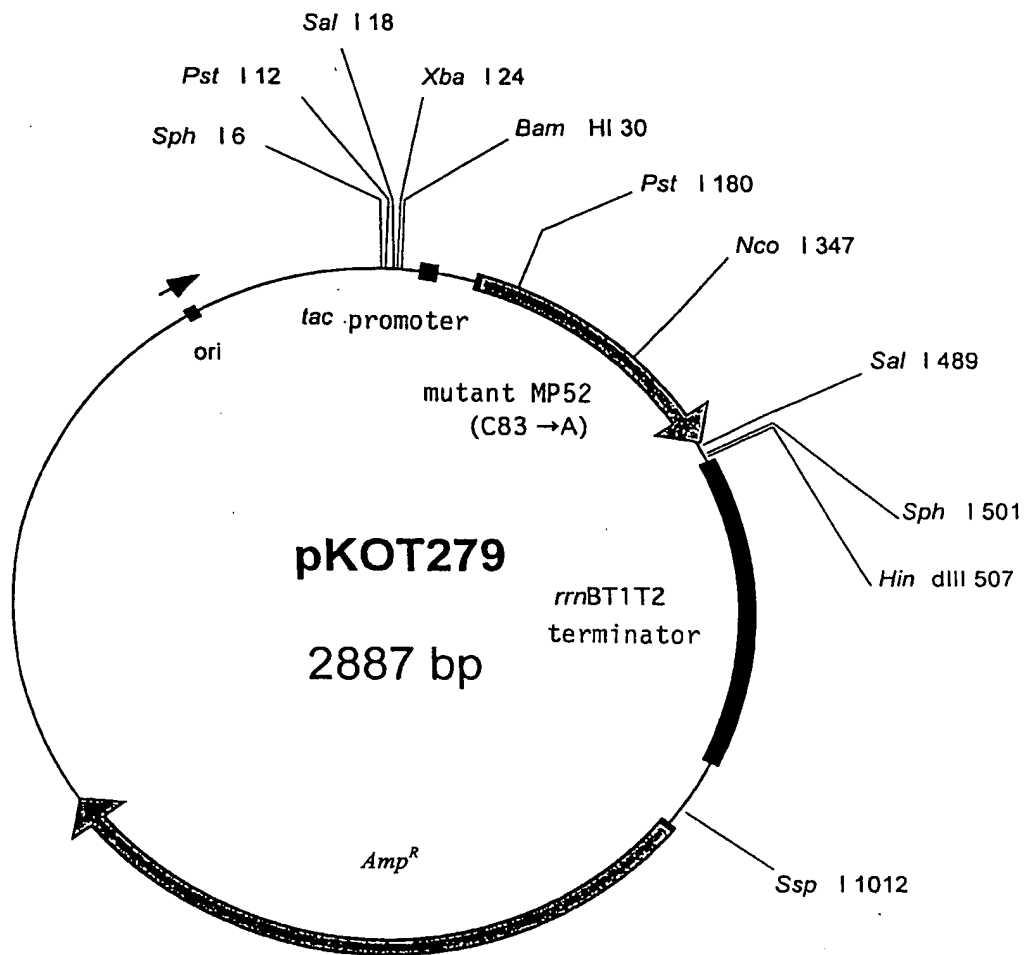 Sal I 18
Pst I 12
Xba I 24
Sph I 6
Bam HI 30
Pst I 180
Nco I 347
tac promoter
ori
Sal I 489
mutant MP52
(C83 →A)
Sph I 501
pKOT279
Hin dIII 507
rrnBT1T2
terminator
2887 bp
Amp^R
Ssp I 1012